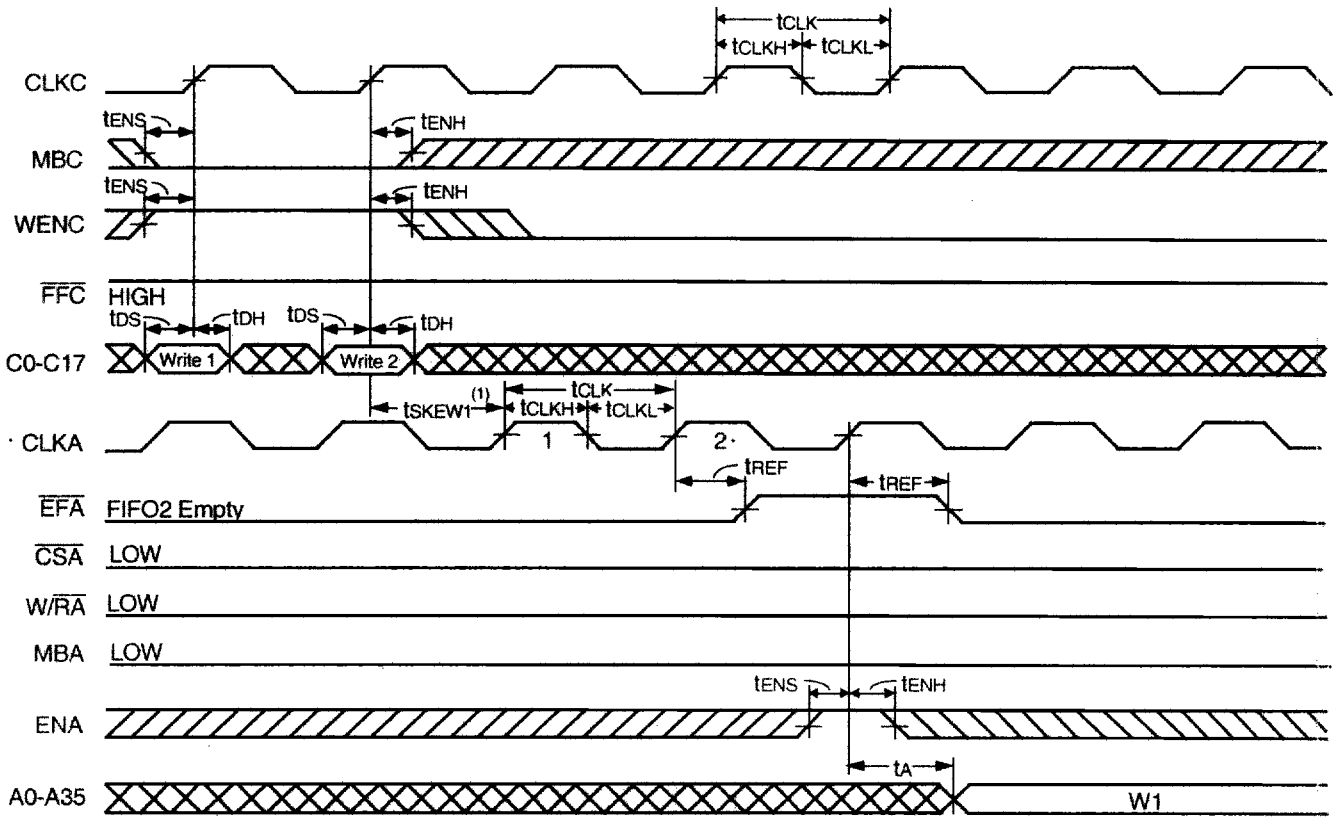 tCLK
tCLKH tCLKL
CLKC
tENS tENH
MBC
tENS tENH
WENC
FFC HIGH
tDS tDH tDS tDH
C0-C17 Write 1 Write 2
tSKEW1(1) tCLK
tCLKH tCLKL
CLKA 1 2
tREF tREF
EFA FIFO2 Empty
CSA LOW
W/RA LOW
MBA LOW
tENS tENH
ENA
tA
A0-A35 W1